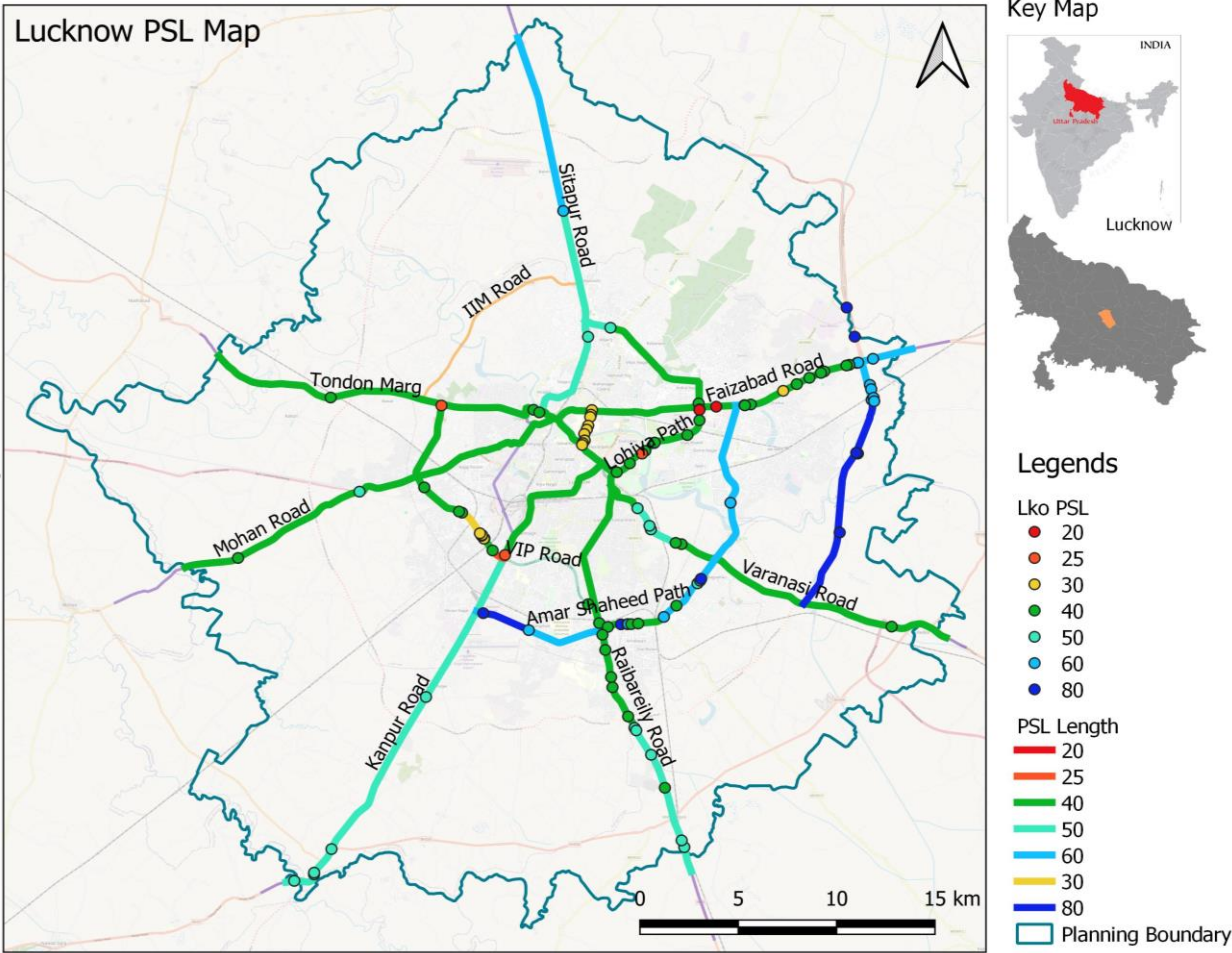 Lucknow PSL Map
Key Map
INDIA
Uttar Pradesh
Lucknow
Sitapur Road
IIM Road
Tondon Marg
Faizabad Road
Lohiya Path
Mohan Road
VIP Road
Varanasi Road
Amar Shaheed Path
Raibareily Road
Kanpur Road
0 5 10 15 km
Legends
Lko PSL
20
25
30
40
50
60
80
PSL Length
20
25
40
50
60
30
80
Planning Boundary